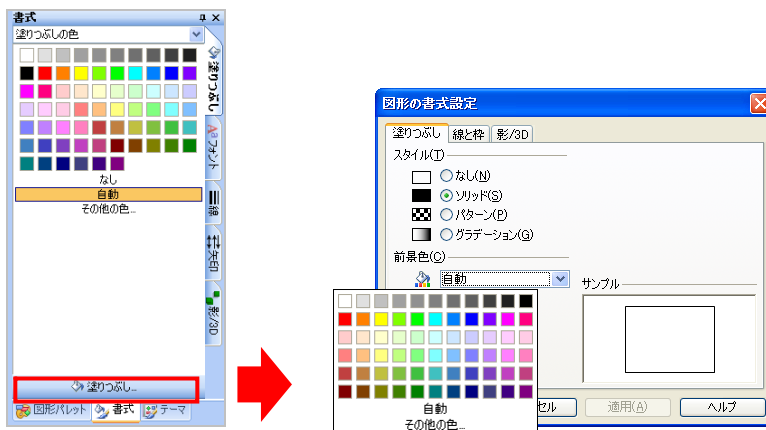 書式
塗りつぶしの色
塗りつぶし
Aa フォント
線
矢印
影/3D
なし
自動
その他の色...
塗りつぶし...
図形パレット
書式
テーマ
図形の書式設定
塗りつぶし
線と枠
影/3D
スタイル(T)
なし(N)
ソリッド(S)
パターン(P)
グラデーション(G)
前景色(C)
自動
サンプル
自動
その他の色...
セル
適用(A)
ヘルプ